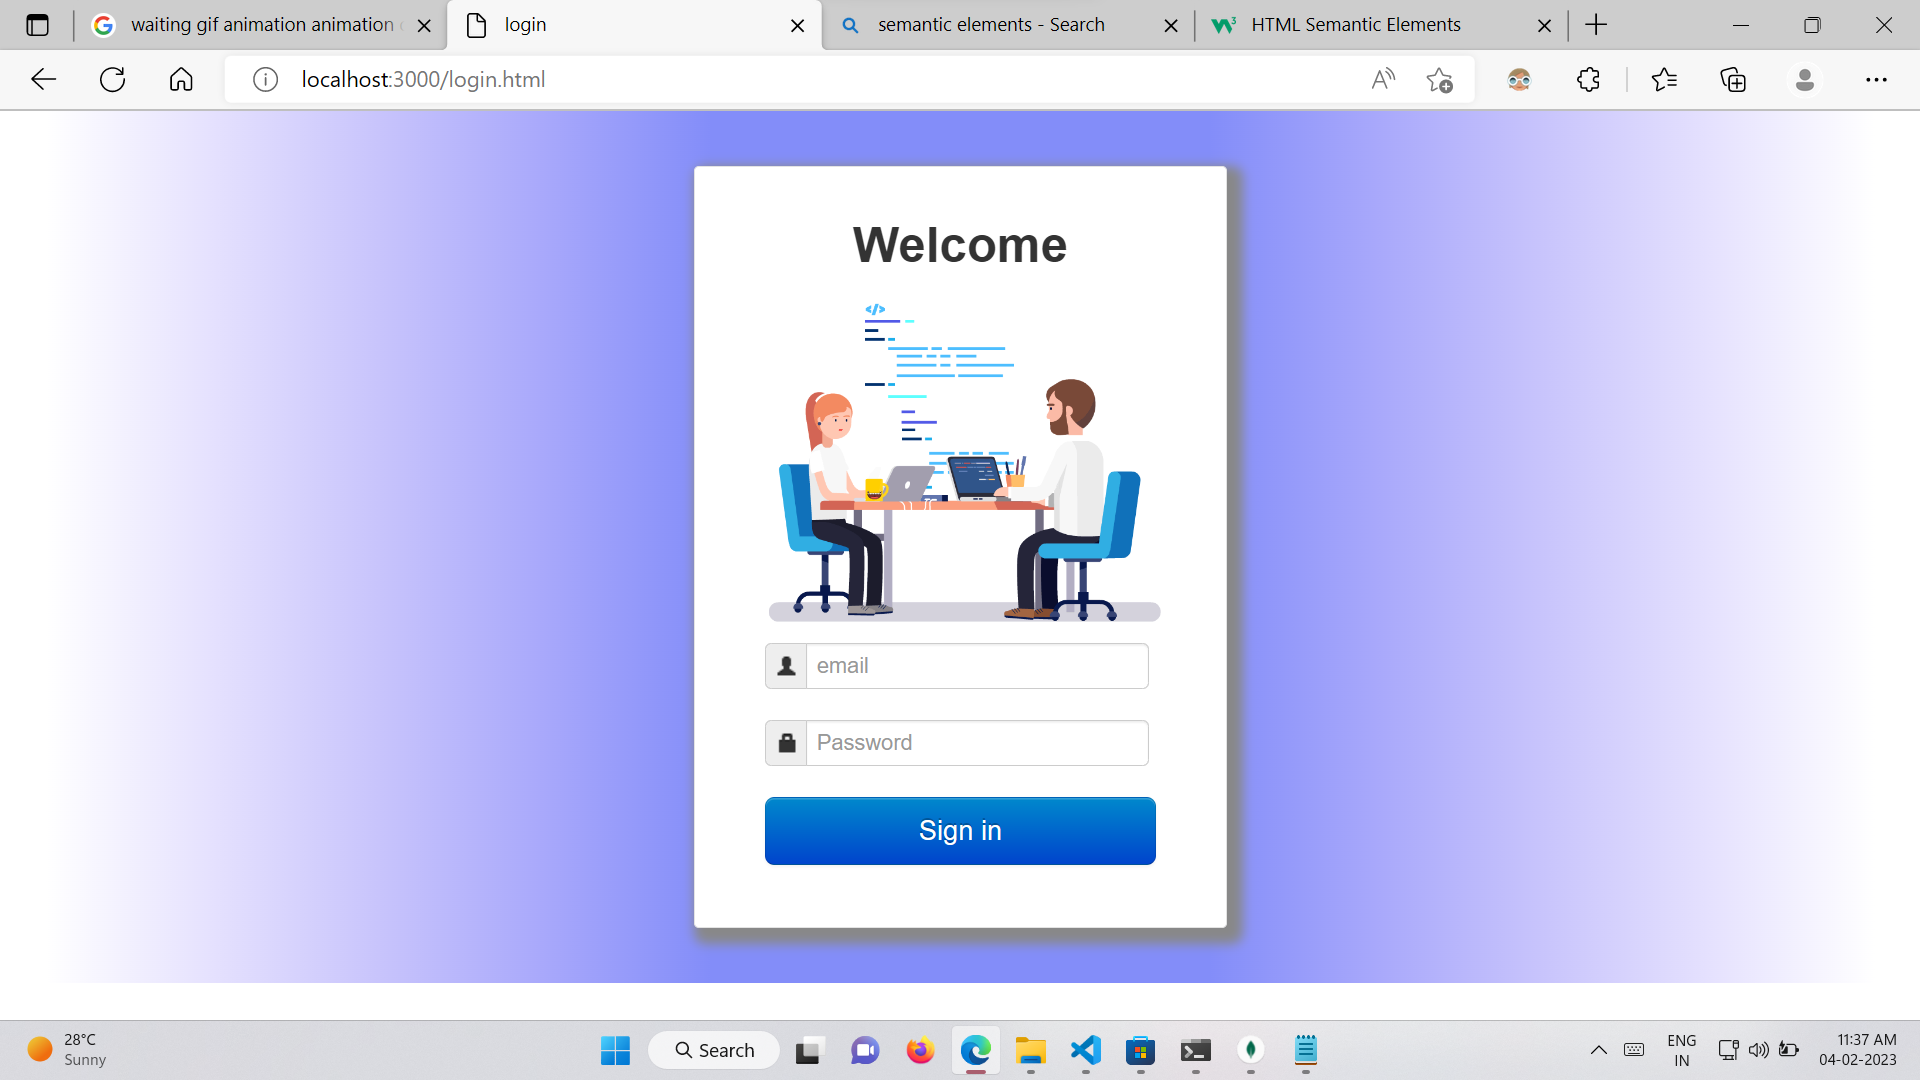 waiting gif animation animation
login
semantic elements - Search
HTML Semantic Elements
localhost:3000/login.html
Welcome
</>
email
Password
Sign in
28°C
Sunny
Search
ENG
IN
11:37 AM
04-02-2023